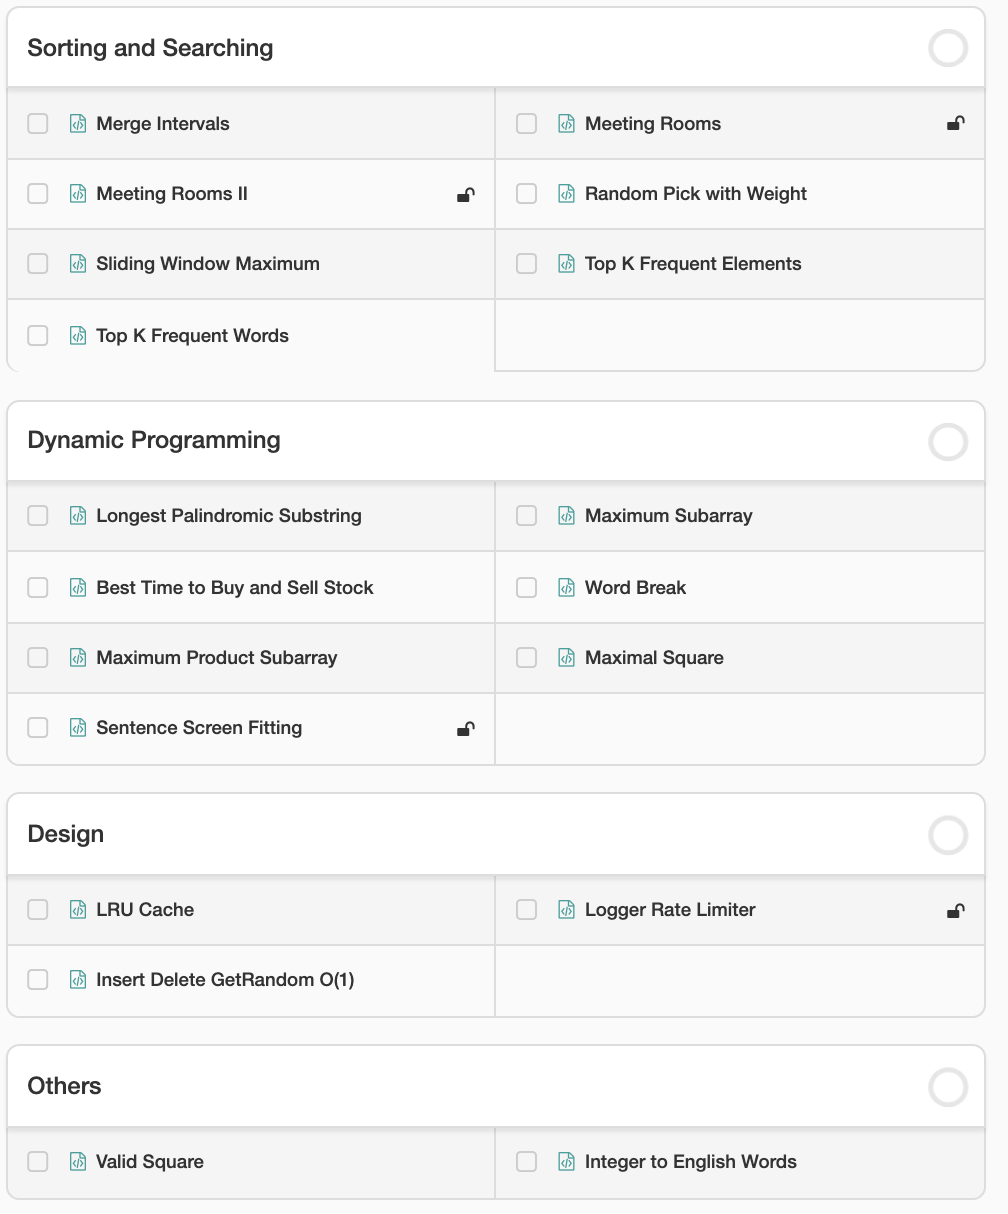 Sorting and Searching
Merge Intervals
Meeting Rooms
Meeting Rooms II
Random Pick with Weight
Sliding Window Maximum
Top K Frequent Elements
Top K Frequent Words
Dynamic Programming
Longest Palindromic Substring
Maximum Subarray
Best Time to Buy and Sell Stock
Word Break
Maximum Product Subarray
Maximal Square
Sentence Screen Fitting
Design
LRU Cache
Logger Rate Limiter
Insert Delete GetRandom O(1)
Others
Valid Square
Integer to English Words